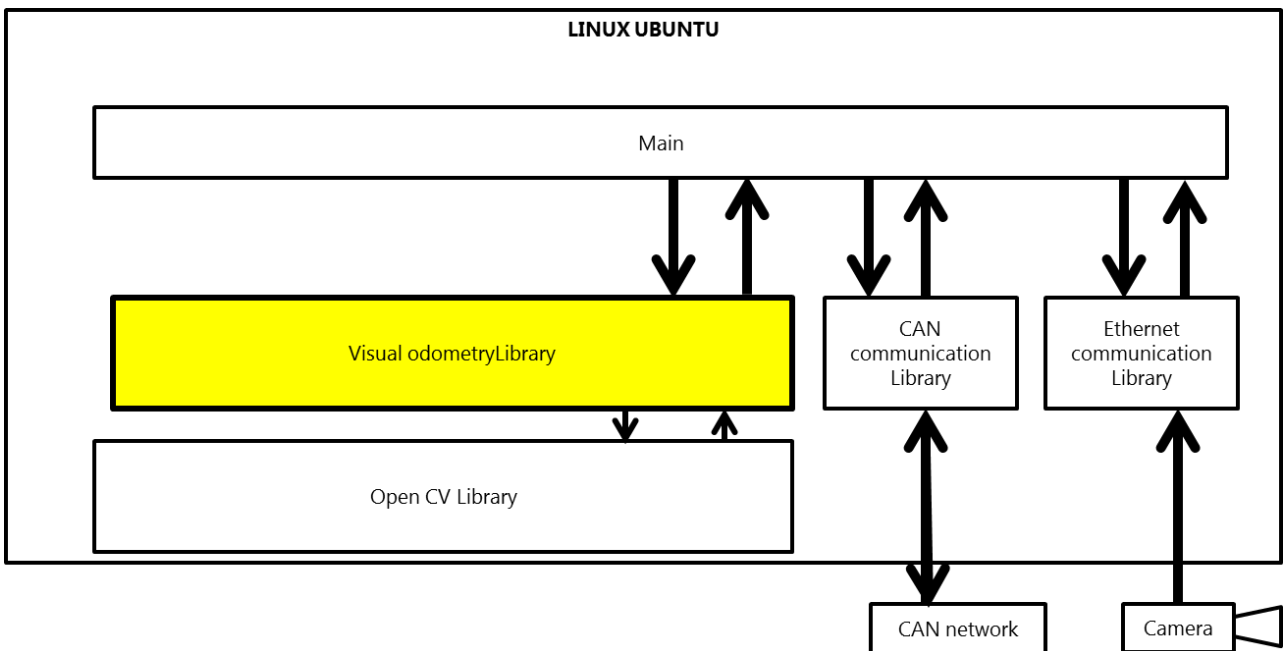 LINUX UBUNTU
Main
Visual odometryLibrary
CAN
communication
Library
Ethernet
communication
Library
Open CV Library
CAN network
Camera